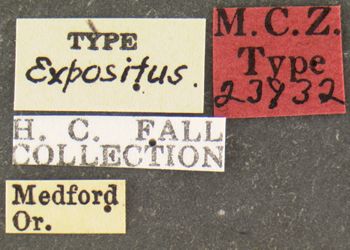 TYPE
Expositus.
M.C.Z.
Type
23932
H. C. FALL
COLLECTION
Medford
Or.